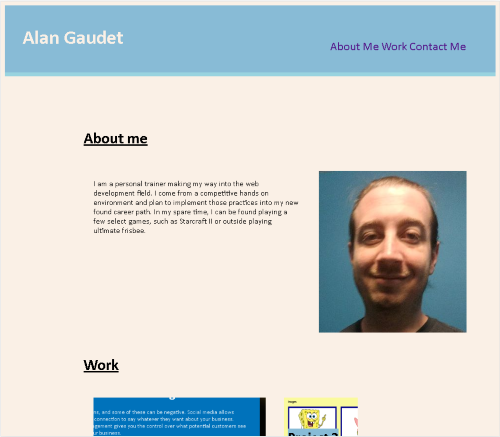 Alan Gaudet
About Me Work Contact Me
About me
I am a personal trainer making my way into the web
development field. I come from a competitive hands on
environment and plan to implement those practices into my new
found career path. In my spare time, I can be found playing a
few select games, such as Starcraft II or outside playing
ultimate frisbee.
Work
es, and some of these can be negative. Social media allows
connection to say whatever they want about your business.
gement gives you the control over what potential customers see
ur business.
Project 2